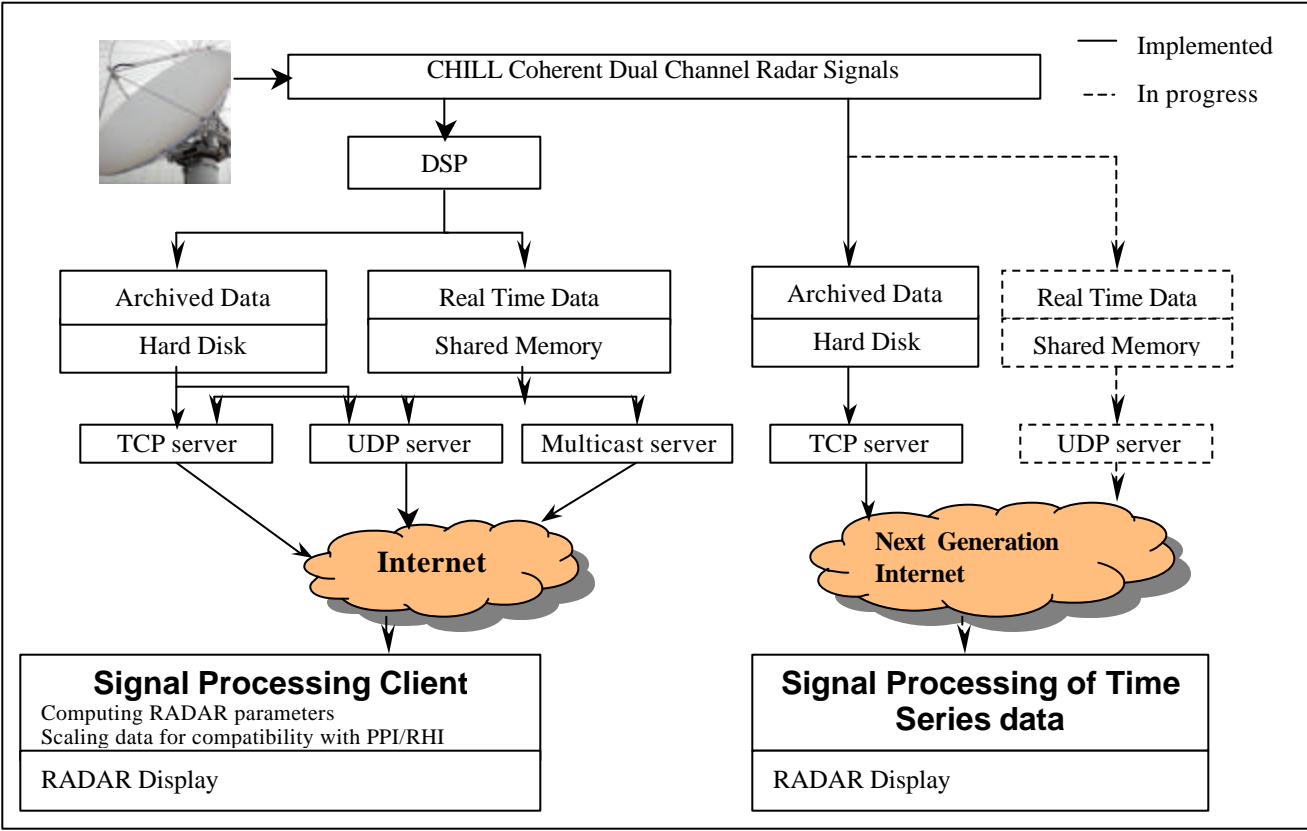 CHILL Coherent Dual Channel Radar Signals
Implemented
In progress
DSP
Archived Data
Hard Disk
Real Time Data
Shared Memory
Archived Data
Hard Disk
Real Time Data
Shared Memory
TCP server
UDP server
Multicast server
TCP server
UDP server
Internet
Next Generation
Internet
Signal Processing Client
Computing RADAR parameters
Scaling data for compatibility with PPI/RHI
RADAR Display
Signal Processing of Time
Series data
RADAR Display